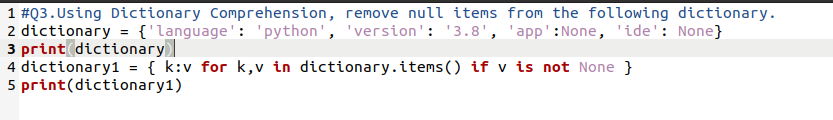 1 #Q3.Using Dictionary Comprehension, remove null items from the following dictionary.
2 dictionary = {'language': 'python', 'version': '3.8', 'app':None, 'ide': None}
3 print(dictionary)
4 dictionary1 = { k:v for k,v in dictionary.items() if v is not None }
5 print(dictionary1)